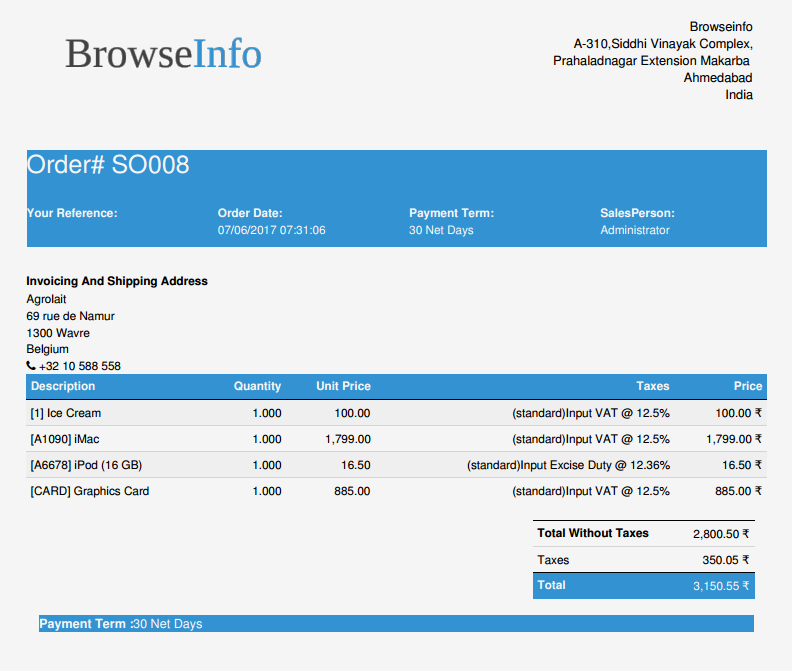 BrowseInfo
Browseinfo
A-310,Siddhi Vinayak Complex,
Prahaladnagar Extension Makarba
Ahmedabad
India
Order# SO008
Your Reference: Order Date: Payment Term: SalesPerson:
07/06/2017 07:31:06 30 Net Days Administrator
Invoicing And Shipping Address
Agrolait
69 rue de Namur
1300 Wavre
Belgium
+32 10 588 558
Description Quantity Unit Price Taxes Price
[1] Ice Cream 1.000 100.00 (standard)Input VAT @ 12.5% 100.00 ₹
[A1090] iMac 1.000 1,799.00 (standard)Input VAT @ 12.5% 1,799.00 ₹
[A6678] iPod (16 GB) 1.000 16.50 (standard)Input Excise Duty @ 12.36% 16.50 ₹
[CARD] Graphics Card 1.000 885.00 (standard)Input VAT @ 12.5% 885.00 ₹
Total Without Taxes 2,800.50 ₹
Taxes 350.05 ₹
Total 3,150.55 ₹
Payment Term :30 Net Days